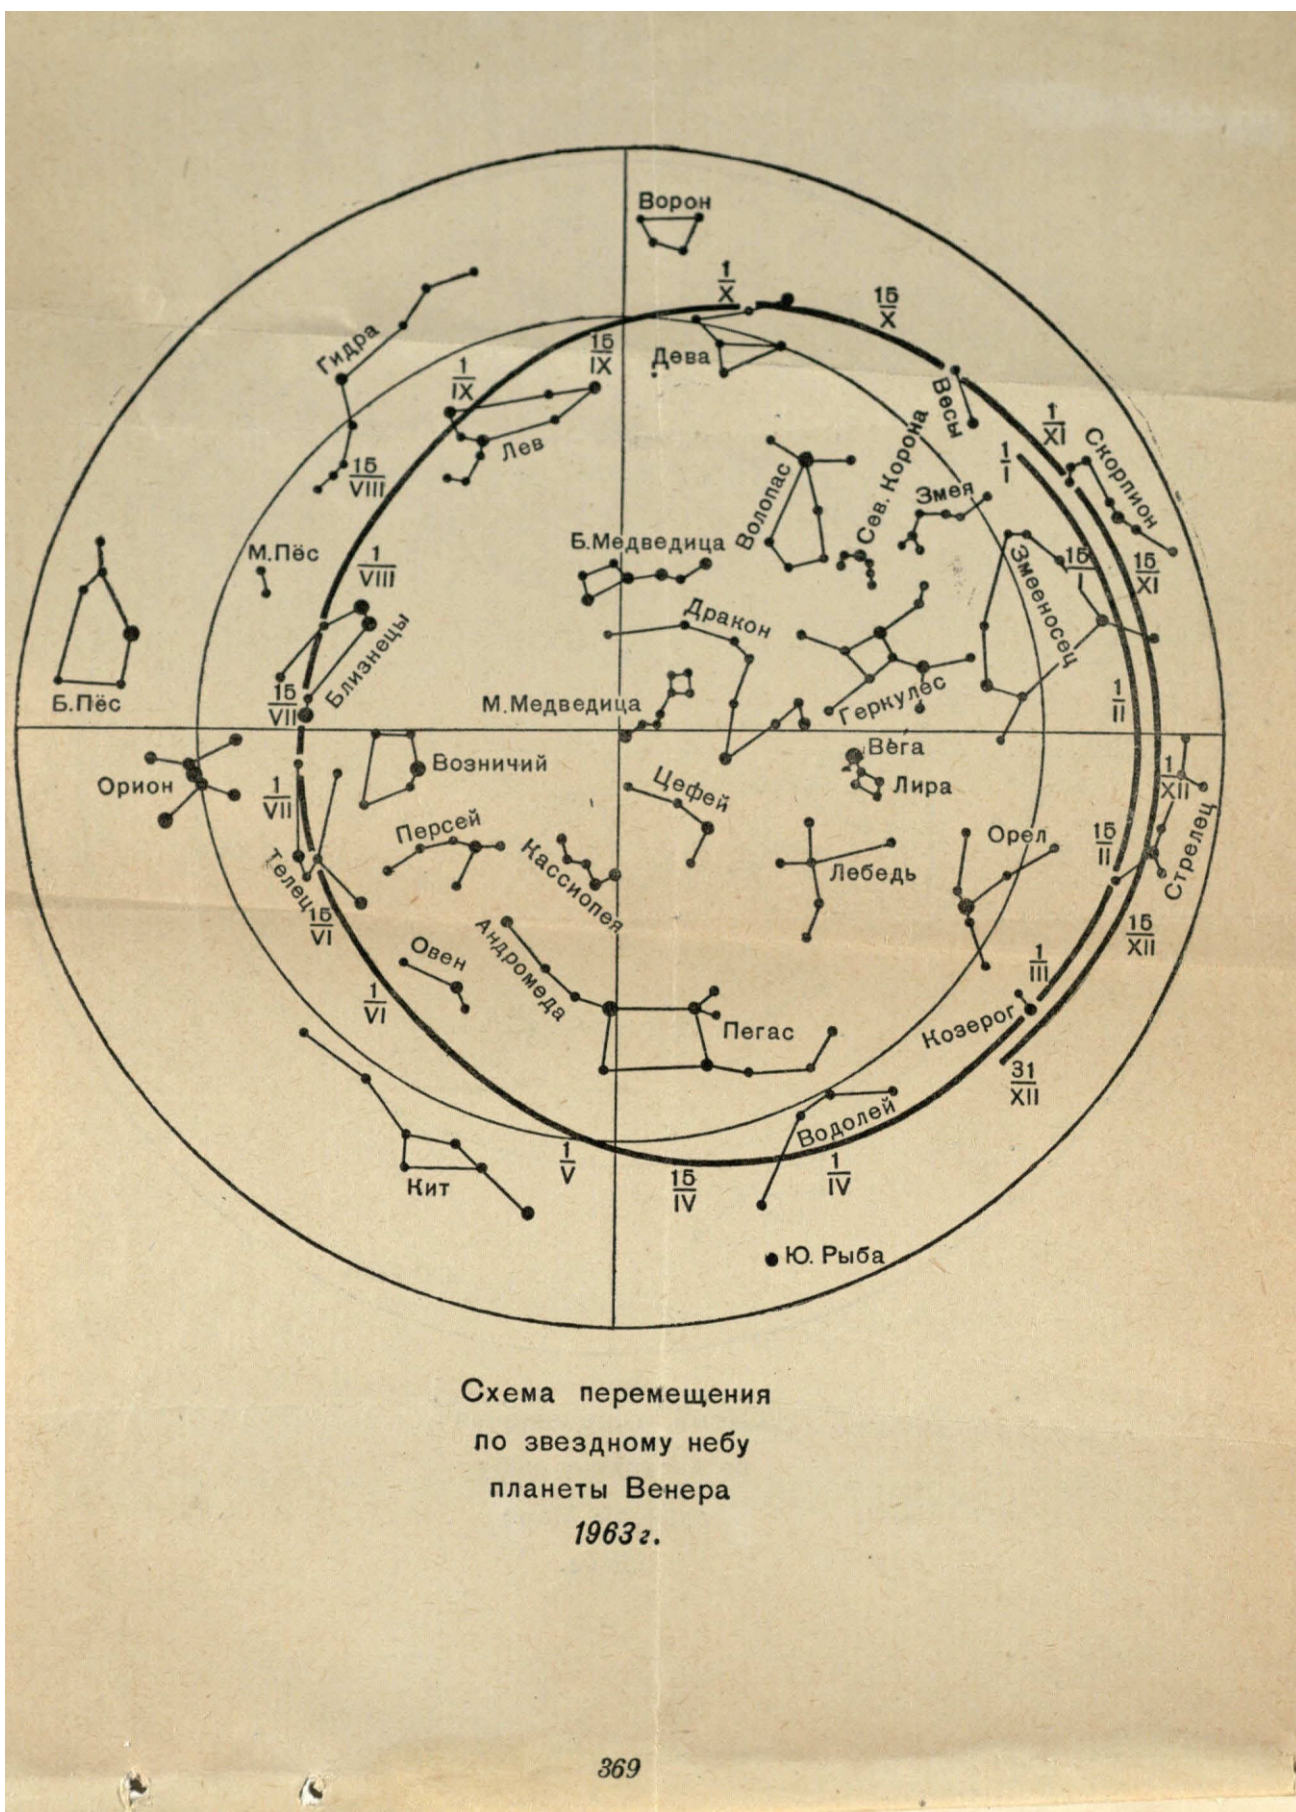 Ворон
1
X
15
X
Гидра
15
IX
Дева
1
IX
Весы
1
XI
Скорпион
Лев
1
I
15
VIII
Волопас
Сев. Корона
Змея
М.Пёс
1
VIII
Б.Медведица
Змееносец
15
I
15
XI
Дракон
Близнецы
Б.Пёс
15
VII
М.Медведица
Геркулес
1
II
Орион
1
VII
Возничий
Цефей
Вега
Лира
1
XII
Персей
Кассиопея
Лебедь
Орел
15
II
Стрелец
Телец
15
VI
Андромеда
15
XII
Овен
1
VI
1
III
Пегас
Козерог
31
XII
Водолей
1
V
15
IV
1
IV
Кит
Ю. Рыба
Схема перемещения
по звездному небу
планеты Венера
1963 г.
369